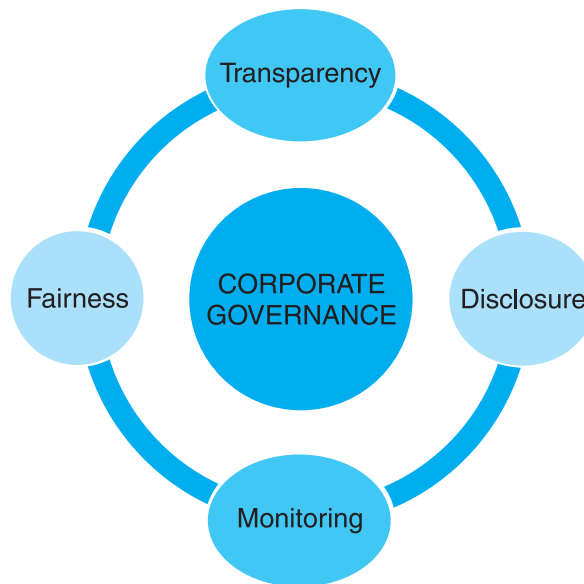 Transparency
Fairness
CORPORATE
GOVERNANCE
Disclosure
Monitoring